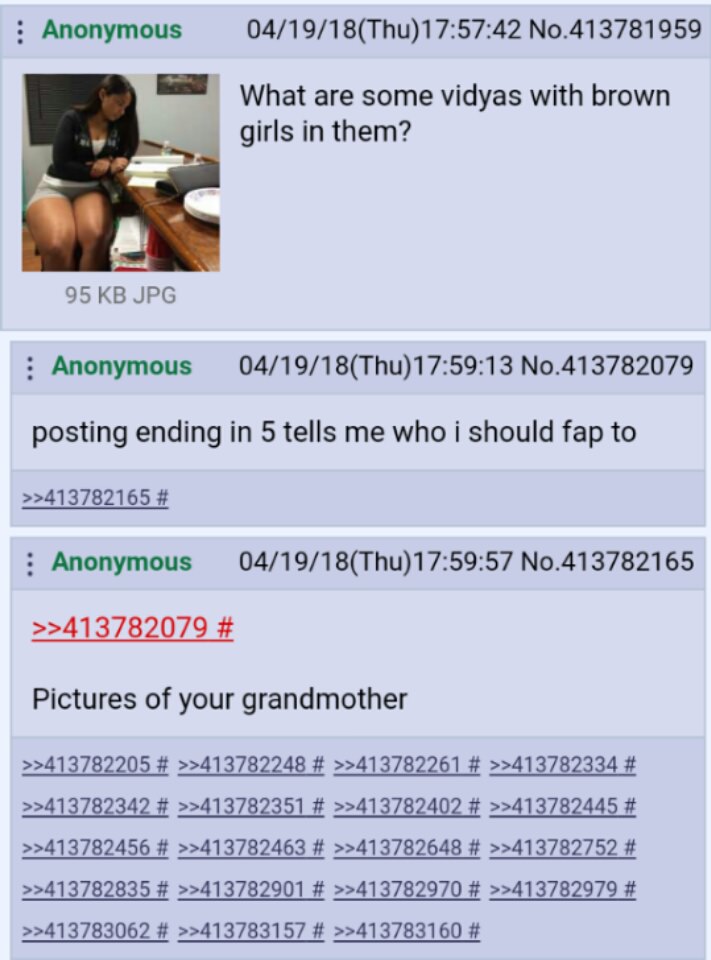 Anonymous 04/19/18(Thu)17:57:42 No.413781959
What are some vidyas with brown
girls in them?
95 KB JPG
Anonymous 04/19/18(Thu)17:59:13 No.413782079
posting ending in 5 tells me who i should fap to
>>413782165 #
Anonymous 04/19/18(Thu)17:59:57 No.413782165
>>413782079 #
Pictures of your grandmother
>>413782205 # >>413782248 # >>413782261 # >>413782334 #
>>413782342 # >>413782351 # >>413782402 # >>413782445 #
>>413782456 # >>413782463 # >>413782648 # >>413782752 #
>>413782835 # >>413782901 # >>413782970 # >>413782979 #
>>413783062 # >>413783157 # >>413783160 #